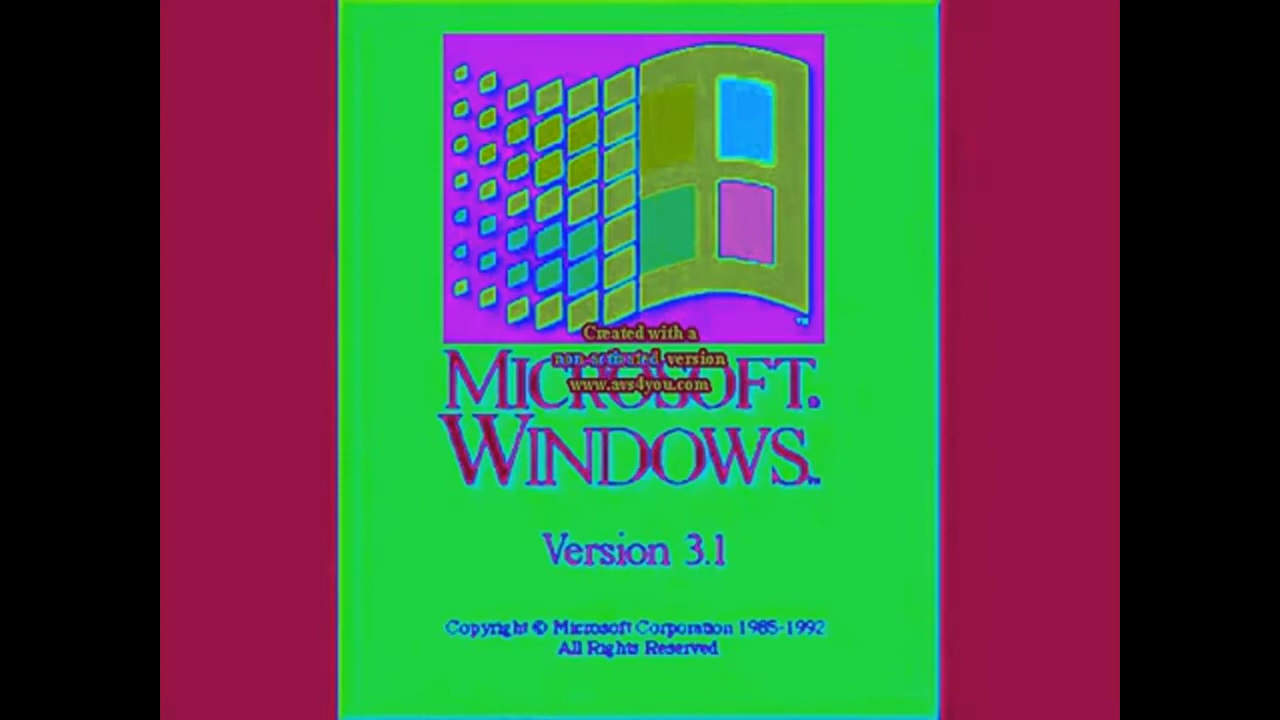 TM
Created with a
non-activated version
www.avs4you.com
MICROSOFT.
WINDOWS.
Version 3.1
Copyright © Microsoft Corporation 1985-1992
All Rights Reserved